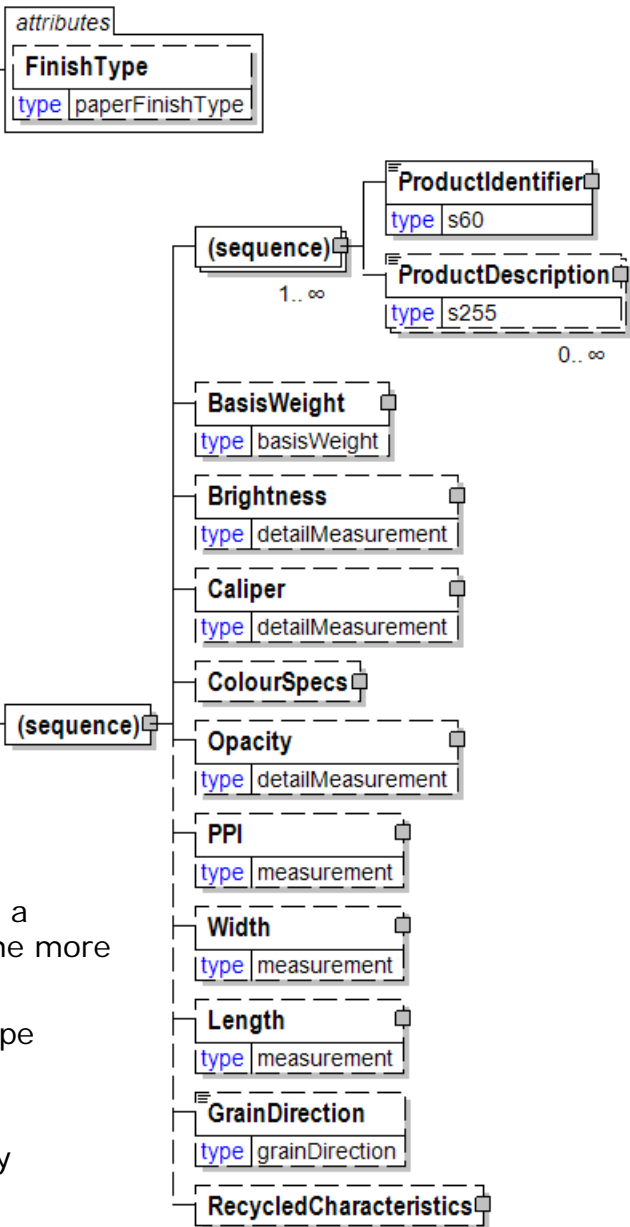 attributes
FinishType
type paperFinishType
ProductIdentifier
type s60
(sequence)
1.. ∞
ProductDescription
type s255
0.. ∞
BasisWeight
type basisWeight
Brightness
type detailMeasurement
Caliper
type detailMeasurement
ColourSpecs
(sequence)
Opacity
type detailMeasurement
PPI
type measurement
Width
type measurement
Length
type measurement
GrainDirection
type grainDirection
RecycledCharacteristics
a
ne more
pe
y